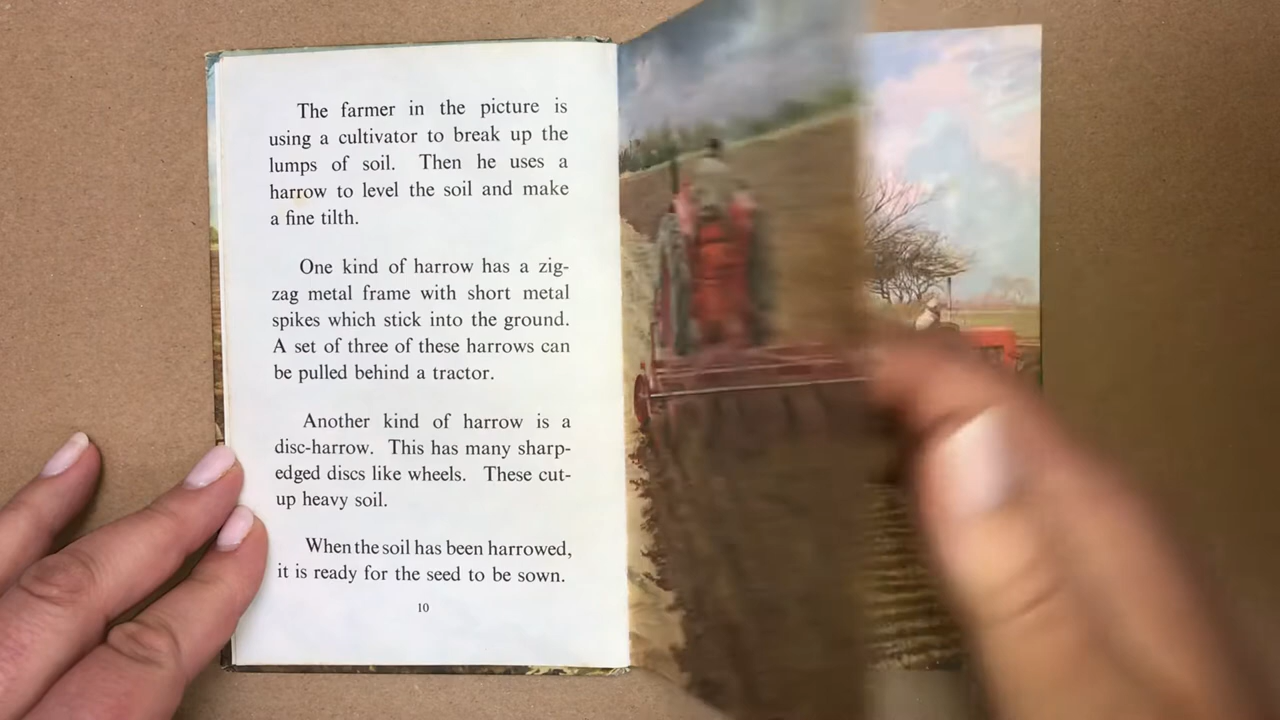 The farmer in the picture is
using a cultivator to break up the
lumps of soil. Then he uses a
harrow to level the soil and make
a fine tilth.
One kind of harrow has a zig-
zag metal frame with short metal
spikes which stick into the ground.
A set of three of these harrows can
be pulled behind a tractor.
Another kind of harrow is a
disc-harrow. This has many sharp-
edged discs like wheels. These cut-
up heavy soil.
When the soil has been harrowed,
it is ready for the seed to be sown.
10